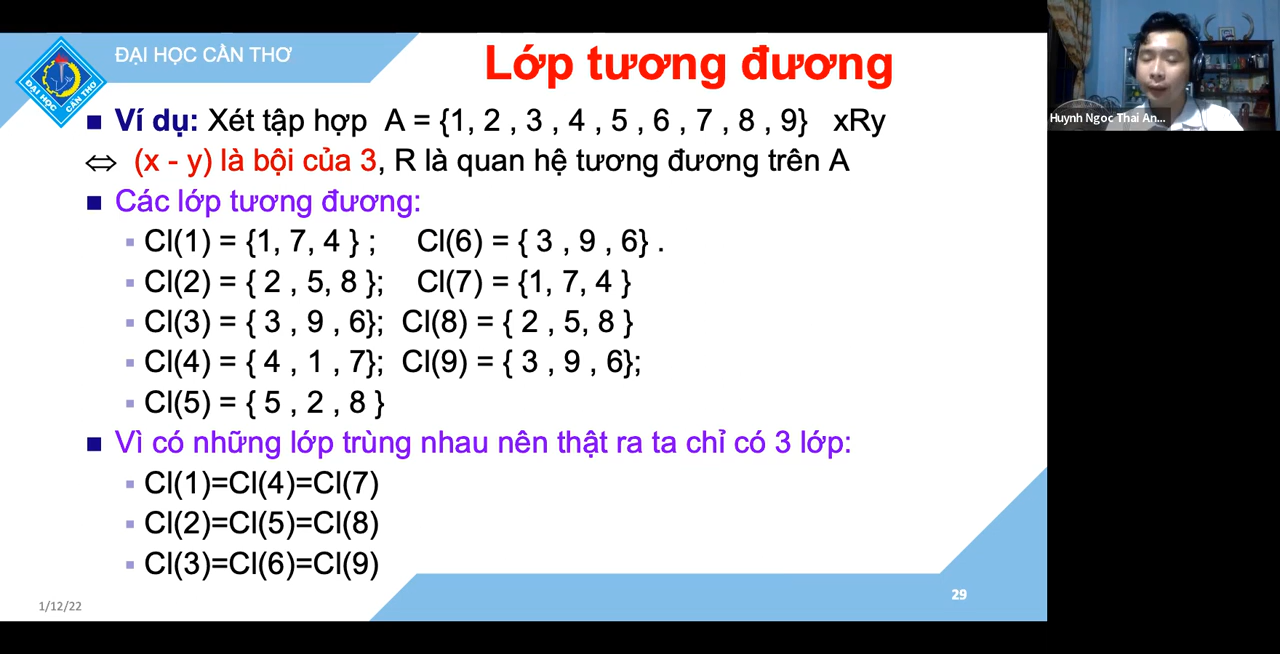 ĐẠI HỌC CẦN THƠ
Lớp tương đương
ĐẠI HỌC CẦN THƠ
Ví dụ: Xét tập hợp A = {1, 2 , 3 , 4 , 5 , 6 , 7 , 8 , 9} xRy
⇔ (x - y) là bội của 3, R là quan hệ tương đương trên A
Các lớp tương đương:
Cl(1) = {1, 7, 4 } ; Cl(6) = { 3 , 9 , 6} .
Cl(2) = { 2 , 5, 8 }; Cl(7) = {1, 7, 4 }
Cl(3) = { 3 , 9 , 6}; Cl(8) = { 2 , 5, 8 }
Cl(4) = { 4 , 1 , 7}; Cl(9) = { 3 , 9 , 6};
Cl(5) = { 5 , 2 , 8 }
Vì có những lớp trùng nhau nên thật ra ta chỉ có 3 lớp:
Cl(1)=Cl(4)=Cl(7)
Cl(2)=Cl(5)=Cl(8)
Cl(3)=Cl(6)=Cl(9)
1/12/22
29
Huynh Ngoc Thai An...